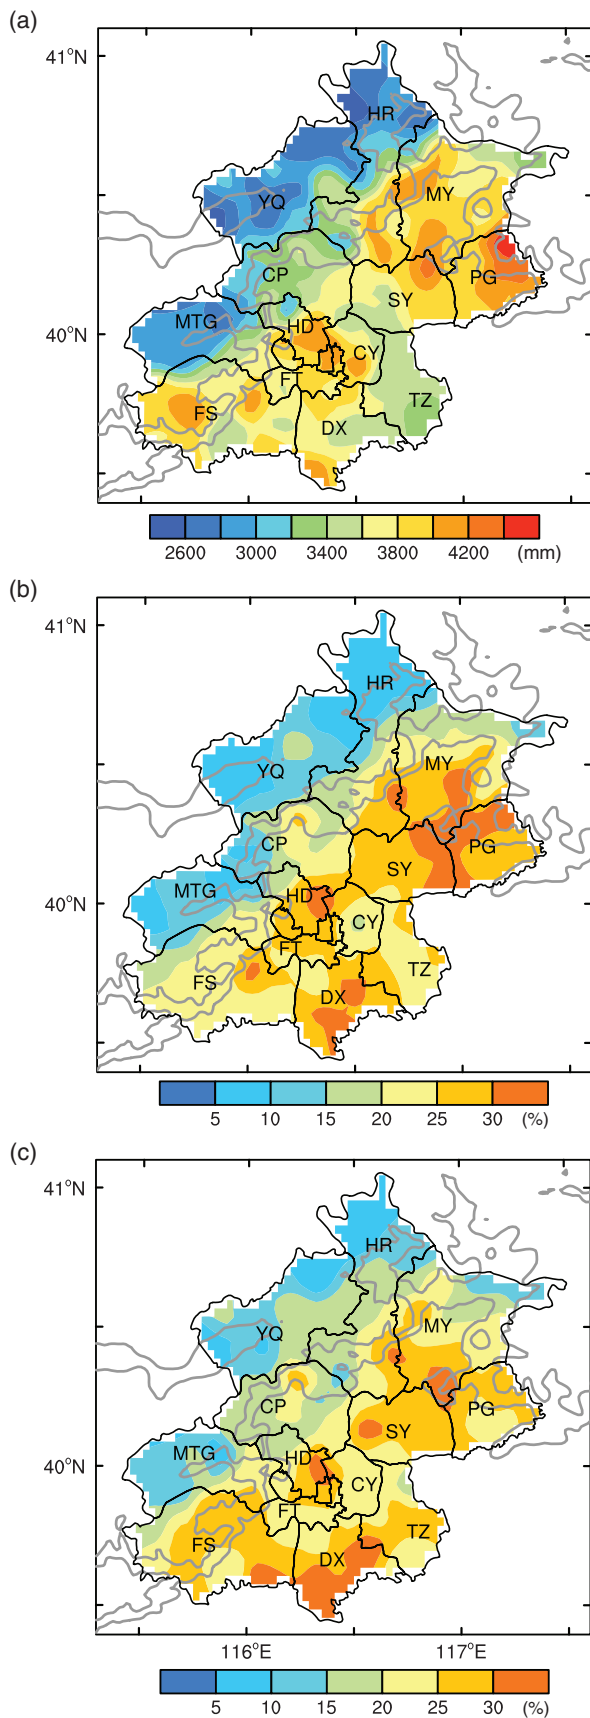 (a)
41°N
HR
MY
YQ
CP
PG
SY
MTG
HD
40°N
CY
FT
TZ
FS
DX
2600 3000 3400 3800 4200 (mm)
(b)
41°N
HR
MY
YQ
CP
PG
SY
MTG
HD
40°N
CY
FT
TZ
FS
DX
5 10 15 20 25 30 (%)
(c)
41°N
HR
MY
YQ
CP
PG
SY
MTG
HD
40°N
CY
FT
TZ
FS
DX
116°E 117°E
5 10 15 20 25 30 (%)